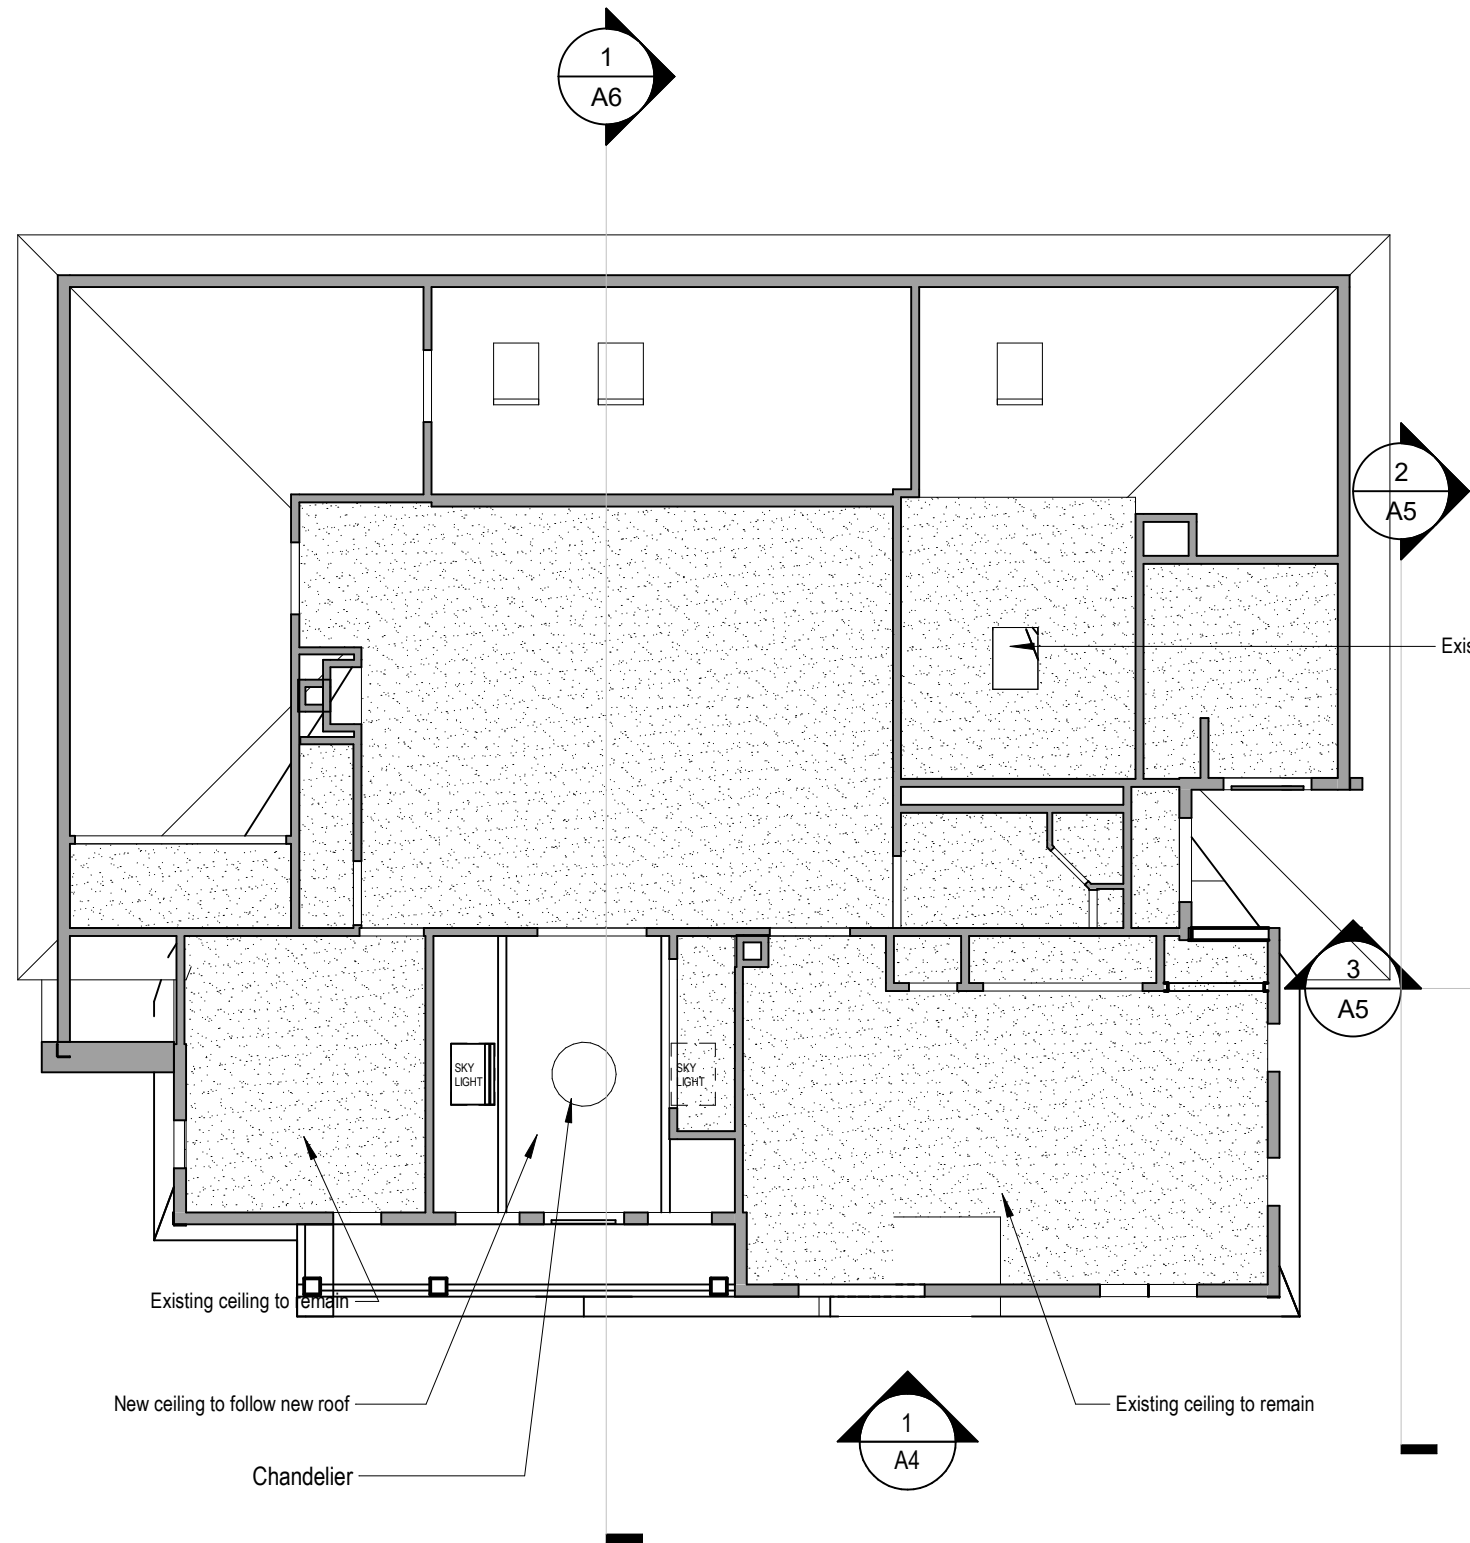 1
A6
2
A5
Exis
3
A5
SKY
LIGHT
SKY
LIGHT
Existing ceiling to remain
New ceiling to follow new roof
Existing ceiling to remain
1
A4
Chandelier